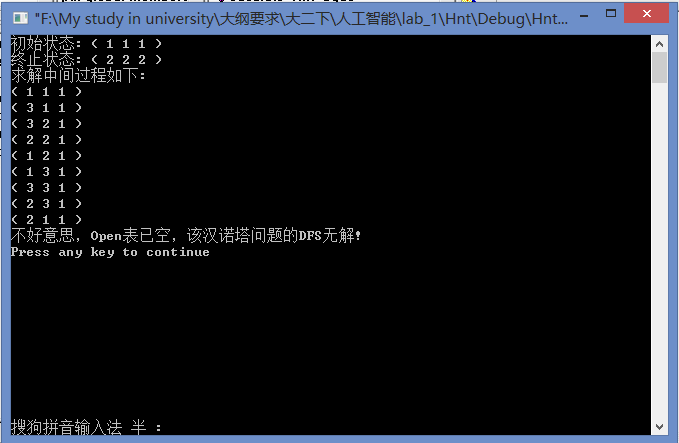 "F:\My study in university\大纲要求\大二下\人工智能\lab_1\Hnt\Debug\Hnt...
初始状态: ( 1 1 1 )
终止状态: ( 2 2 2 )
求解中间过程如下:
( 1 1 1 )
( 3 1 1 )
( 3 2 1 )
( 2 2 1 )
( 1 2 1 )
( 1 3 1 )
( 3 3 1 )
( 2 3 1 )
( 2 1 1 )
不好意思，Open表已空，该汉诺塔问题的DFS无解!
Press any key to continue
搜狗拼音输入法 半 :